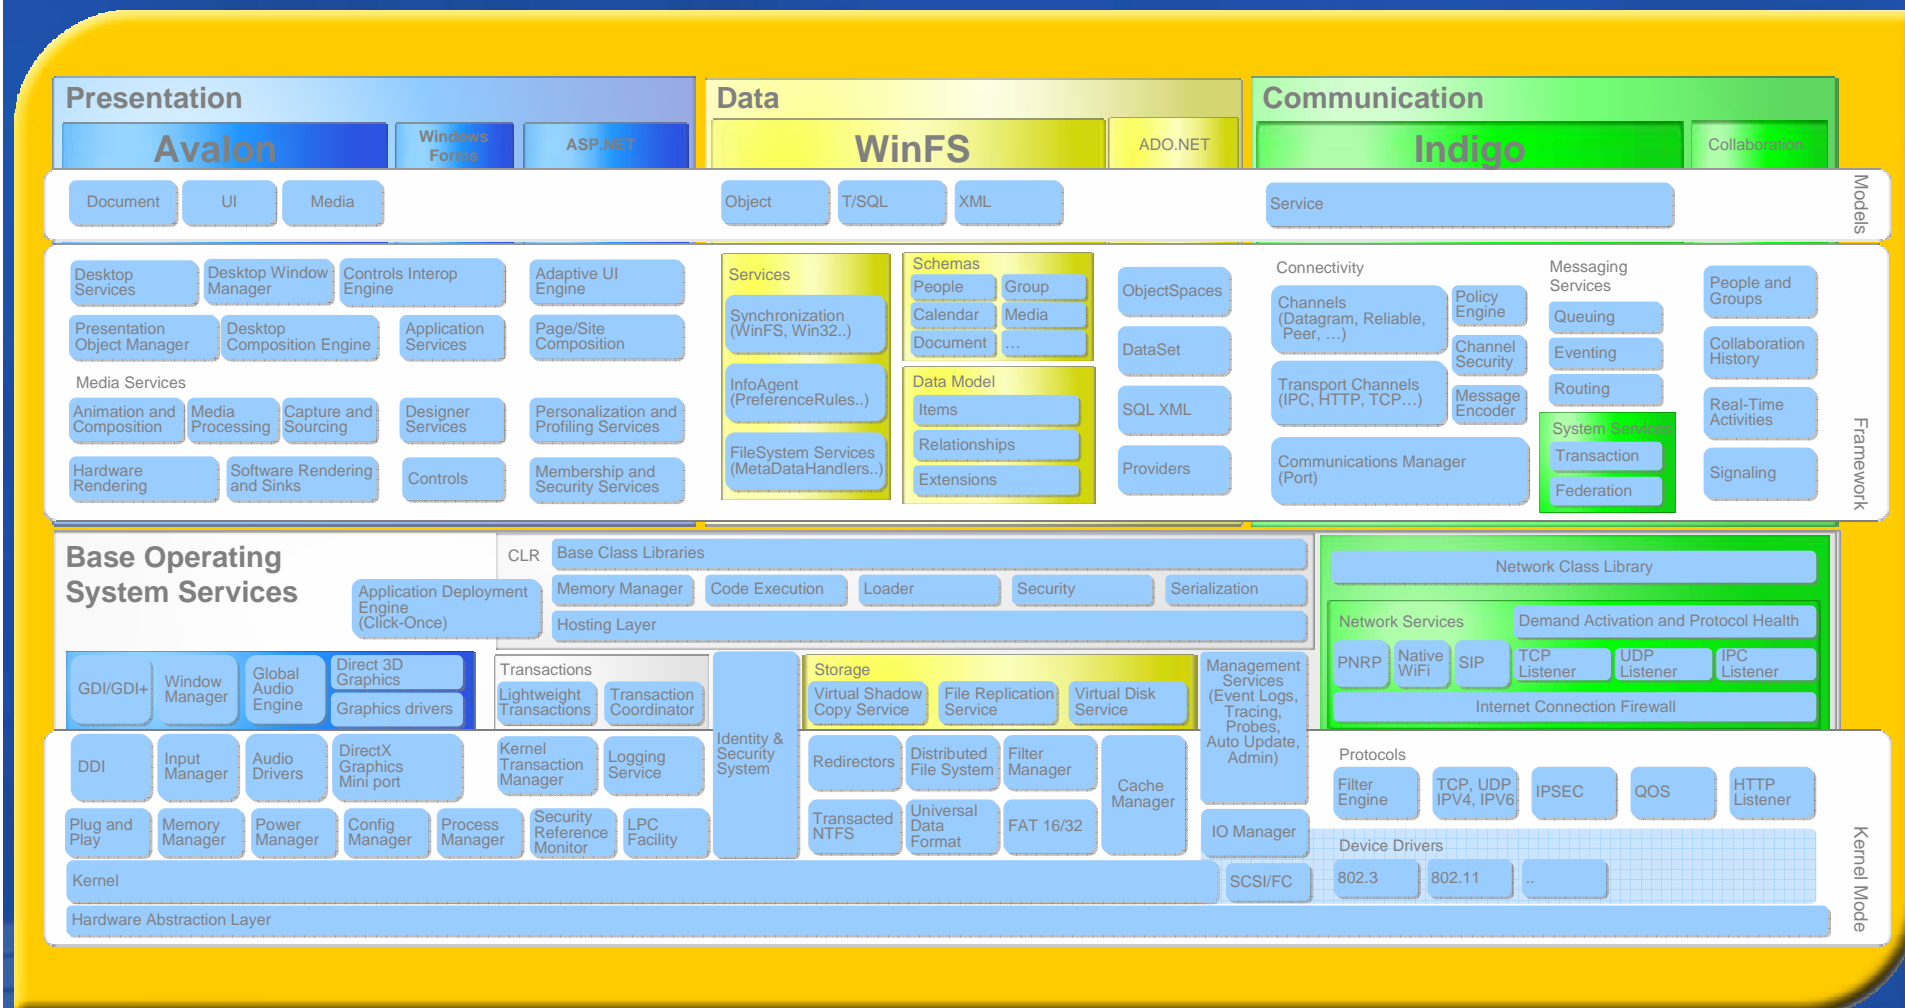 Presentation
Avalon
Windows
Forms
ASP.NET
Data
WinFS
ADO.NET
Communication
Indigo
Collaboration
Document
UI
Media
Object
T/SQL
XML
Service
Models
Desktop
Services
Desktop Window
Manager
Controls Interop
Engine
Adaptive UI
Engine
Presentation
Object Manager
Desktop
Composition Engine
Application
Services
Page/Site
Composition
Media Services
Animation and
Composition
Media
Processing
Capture and
Sourcing
Designer
Services
Personalization and
Profiling Services
Hardware
Rendering
Software Rendering
and Sinks
Controls
Membership and
Security Services
Services
Synchronization
(WinFS, Win32..)
InfoAgent
(PreferenceRules..)
FileSystem Services
(MetaDataHandlers..)
Schemas
People
Group
Calendar
Media
Document
...
Data Model
Items
Relationships
Extensions
ObjectSpaces
DataSet
SQL XML
Providers
Connectivity
Channels
(Datagram, Reliable,
Peer, …)
Policy
Engine
Channel
Security
Transport Channels
(IPC, HTTP, TCP…)
Message
Encoder
Communications Manager
(Port)
Messaging
Services
Queuing
Eventing
Routing
System Services
Transaction
Federation
People and
Groups
Collaboration
History
Real-Time
Activities
Signaling
Framework
Base Operating
System Services
Application Deployment
Engine
(Click-Once)
CLR
Base Class Libraries
Memory Manager
Code Execution
Loader
Security
Serialization
Hosting Layer
Network Class Library
Network Services
Demand Activation and Protocol Health
PNRP
Native
WiFi
SIP
TCP
Listener
UDP
Listener
IPC
Listener
Internet Connection Firewall
GDI/GDI+
Window
Manager
Global
Audio
Engine
Direct 3D
Graphics
Graphics drivers
Transactions
Lightweight
Transactions
Transaction
Coordinator
Identity &
Security
System
Storage
Virtual Shadow
Copy Service
File Replication
Service
Virtual Disk
Service
Management
Services
(Event Logs,
Tracing,
Probes,
Auto Update,
Admin)
DDI
Input
Manager
Audio
Drivers
DirectX
Graphics
Mini port
Kernel
Transaction
Manager
Logging
Service
Redirectors
Distributed
File System
Filter
Manager
Cache
Manager
Transacted
NTFS
Universal
Data
Format
FAT 16/32
Protocols
Filter
Engine
TCP, UDP
IPV4, IPV6
IPSEC
QOS
HTTP
Listener
Plug and
Play
Memory
Manager
Power
Manager
Config
Manager
Process
Manager
Security
Reference
Monitor
LPC
Facility
IO Manager
Device Drivers
802.3
802.11
..
Kernel
SCSI/FC
Hardware Abstraction Layer
Kernel Mode